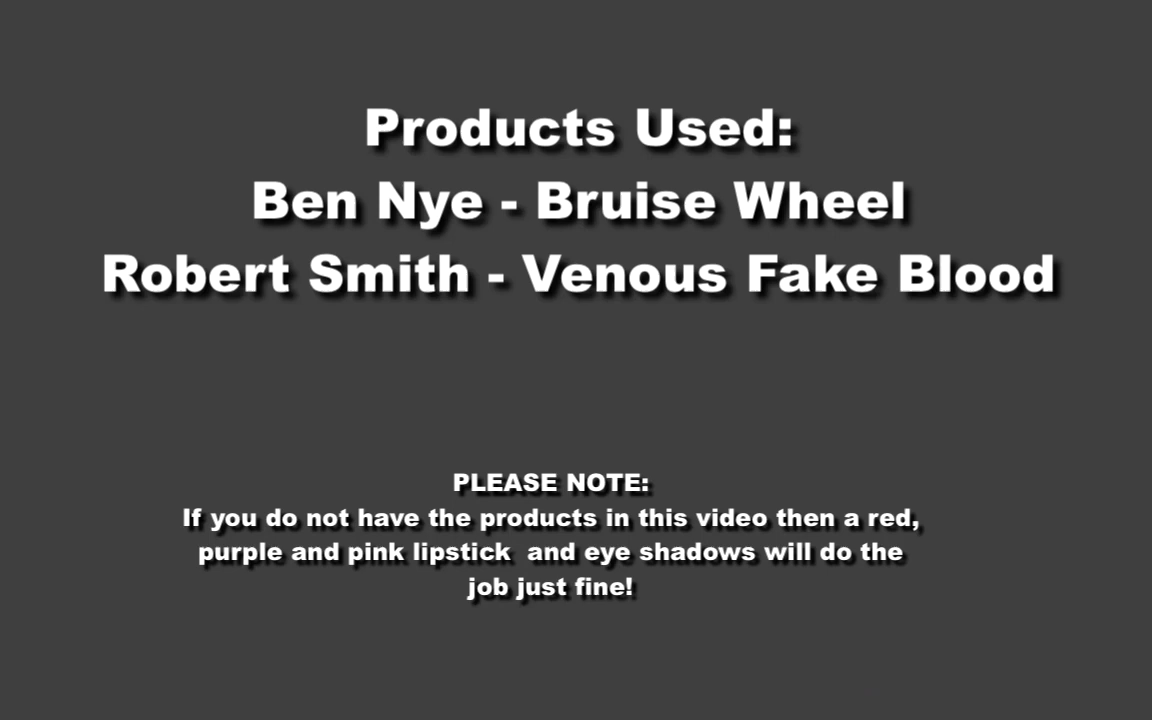 Products Used:
Ben Nye - Bruise Wheel
Robert Smith - Venous Fake Blood
PLEASE NOTE:
If you do not have the products in this video then a red,
purple and pink lipstick  and eye shadows will do the
job just fine!